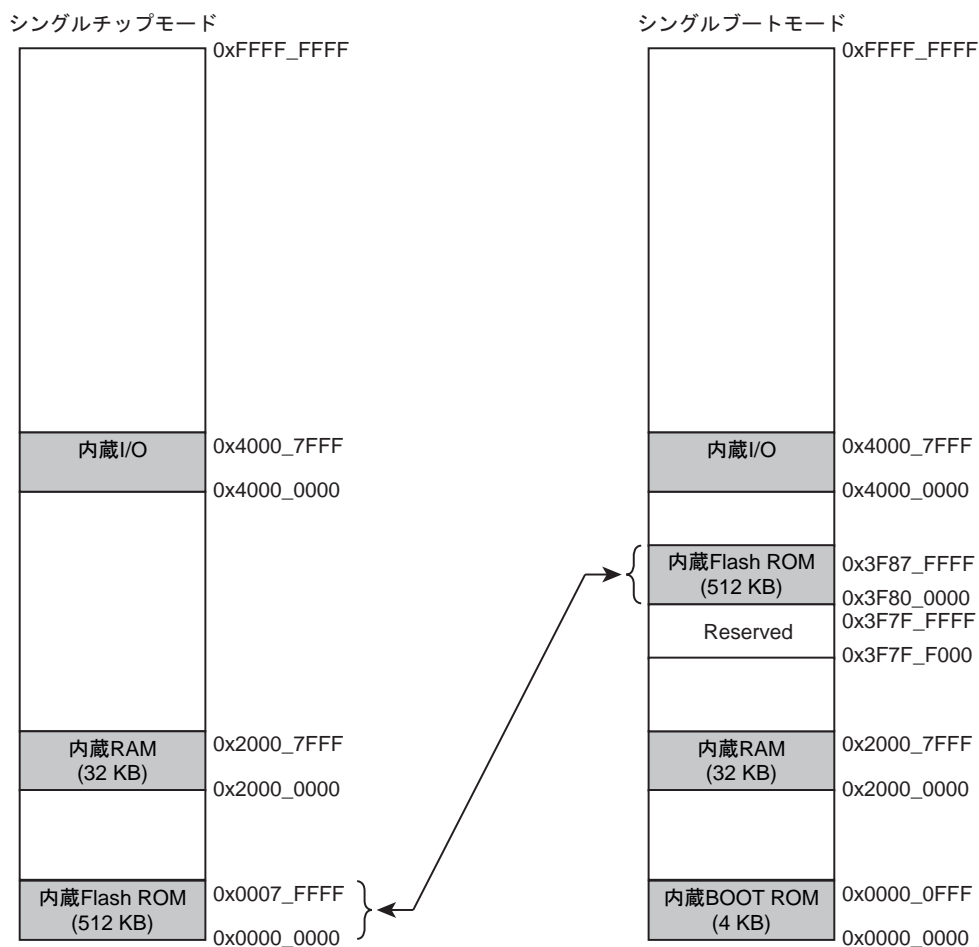 シングルチップモード
0xFFFF_FFFF
内蔵I/O
0x4000_7FFF
0x4000_0000
内蔵RAM
(32 KB)
0x2000_7FFF
0x2000_0000
内蔵Flash ROM
(512 KB)
0x0007_FFFF
0x0000_0000
シングルブートモード
0xFFFF_FFFF
内蔵I/O
0x4000_7FFF
0x4000_0000
内蔵Flash ROM
(512 KB)
0x3F87_FFFF
0x3F80_0000
Reserved
0x3F7F_FFFF
0x3F7F_F000
内蔵RAM
(32 KB)
0x2000_7FFF
0x2000_0000
内蔵BOOT ROM
(4 KB)
0x0000_0FFF
0x0000_0000